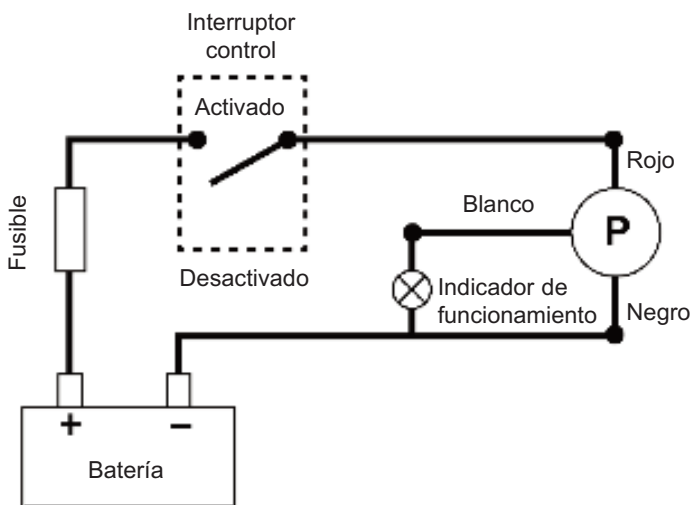 Interruptor
control
Activado
Rojo
Blanco
P
Fusible
Desactivado
Indicador de
funcionamiento
Negro
+
−
Batería